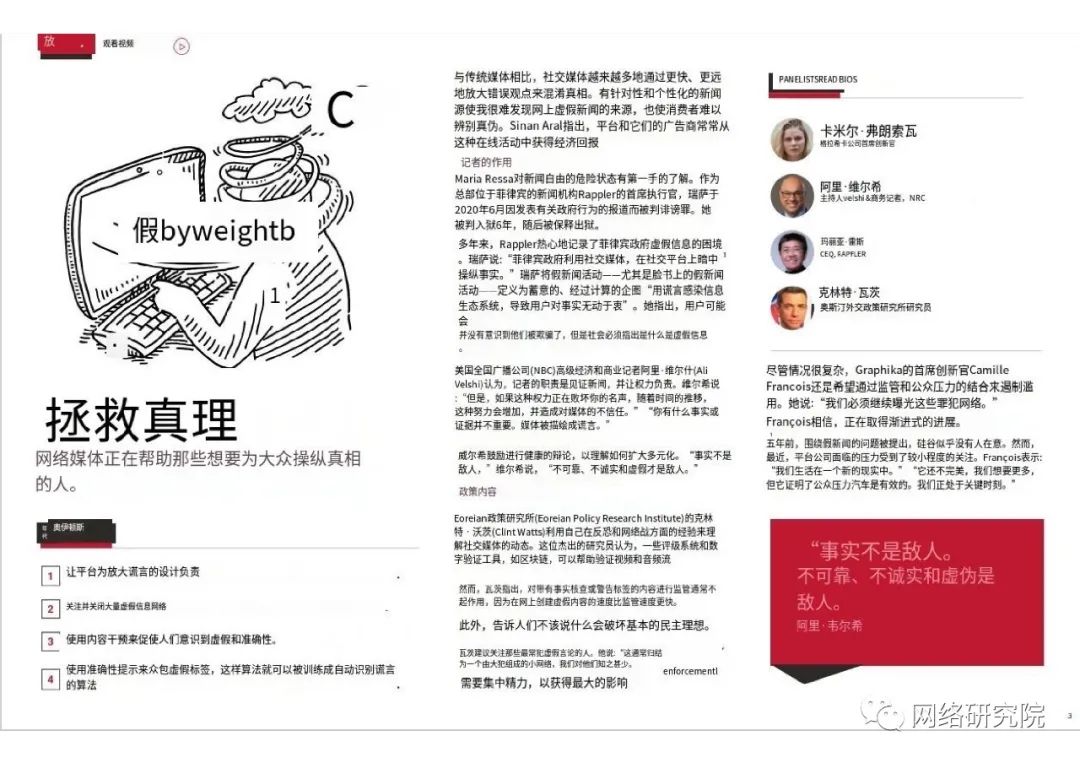 放
观看视频
C
假byweightb
1
拯救真理
网络媒体正在帮助那些想要为大众操纵真相
的人。
奥伊顿斯
1 让平台为放大谎言的设计负责
2 关注并关闭大量虚假信息网络
3 使用内容干预来促使人们意识到虚假和准确性。
4 使用准确性提示来众包虚假标签，这样算法就可以被训练成自动识别谎言
的算法
与传统媒体相比，社交媒体越来越多地通过更快、更远
地放大错误观点来混淆真相。有针对性和个性化的新闻
源使我很难发现网上虚假新闻的来源，也使消费者难以
辨别真伪。Sinan Aral指出，平台和它们的广告商常常从
这种在线活动中获得经济回报
记者的作用
Maria Ressa对新闻自由的危险状态有第一手的了解。作为
总部位于菲律宾的新闻机构Rappler的首席执行官，瑞萨于
2020年6月因发表有关政府行为的报道而被判诽谤罪。她
被判入狱6年，随后被保释出狱。
多年来，Rappler热心地记录了菲律宾政府虚假信息的困境
。瑞萨说：“菲律宾政府利用社交媒体，在社交平台上暗中
操纵事实。”瑞萨将假新闻活动——尤其是脸书上的假新闻
活动——定义为蓄意的、经过计算的企图“用谎言感染信息
生态系统，导致用户对事实无动于衷”。她指出，用户可能
会
并没有意识到他们被欺骗了，但是社会必须指出是什么是虚假信息
。
美国全国广播公司(NBC)高级经济和商业记者阿里·维尔什(Ali
Velshi)认为，记者的职责是见证新闻，并让权力负责。维尔希说
：“但是，如果这种权力正在败坏你的名声，随着时间的推移，
这种努力会增加，并造成对媒体的不信任。”“你有什么事实或
证据并不重要。媒体被描绘成谎言。”
威尔希鼓励进行健康的辩论，以理解如何扩大多元化。“事实不是
敌人，”维尔希说，“不可靠、不诚实和虚假才是敌人。”
政策内容
Eoreian政策研究所(Eoreian Policy Research Institute)的克林
特·沃茨(Clint Watts)利用自己在反恐和网络战方面的经验来理
解社交媒体的动态。这位杰出的研究员认为，一些评级系统和数
字验证工具，如区块链，可以帮助验证视频和音频流
然而，瓦茨指出，对带有事实核查或警告标签的内容进行监管通常不
起作用，因为在网上创建虚假内容的速度比监管速度更快。
此外，告诉人们不该说什么会破坏基本的民主理想。
瓦茨建议关注那些最常犯虚假言论的人。他说：“这通常归结
为一个由大犯组成的小网络，我们对他们知之甚少。
enforcementl
需要集中精力，以获得最大的影响
PANELISTSREAD BIOS
卡米尔·弗朗索瓦
格拉希卡公司首席创新官
阿里·维尔希
主持人velshi&商务记者，NRC
玛丽亚·雷斯
CEQ, RAPFLER
克林特·瓦茨
奥斯汀外交政策研究所研究员
尽管情况很复杂，Graphika的首席创新官Camille
Francois还是希望通过监管和公众压力的结合来遏制滥
用。她说：“我们必须继续曝光这些罪犯网络。”
François相信，正在取得渐进式的进展。
五年前，围绕假新闻的问题被提出，硅谷似乎没有人在意。然而，
最近，平台公司面临的压力受到了较小程度的关注。François表示:
“我们生活在一个新的现实中。”“它还不完美，我们想要更多，
但它证明了公众压力汽车是有效的。我们正处于关键时刻。”
“事实不是敌人。
不可靠、不诚实和虚伪是
敌人。
阿里·韦尔希
网络研究院
3